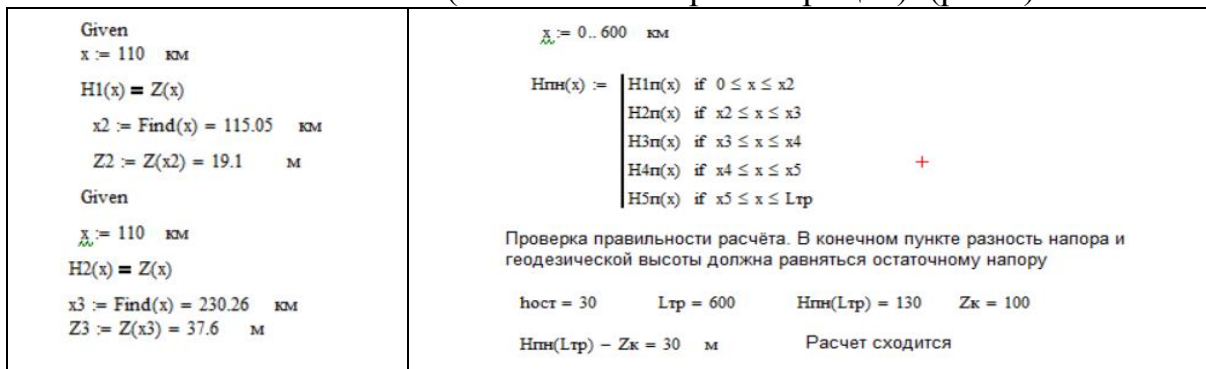 Given
x := 110 км
H1(x) = Z(x)
x2 := Find(x) = 115.05 км
Z2 := Z(x2) = 19.1 м
Given
x := 110 км
H2(x) = Z(x)
x3 := Find(x) = 230.26 км
Z3 := Z(x3) = 37.6 м
x := 0.. 600 км
Hпн(x) := H1п(x) if 0 ≤ x ≤ x2
H2п(x) if x2 ≤ x ≤ x3
H3п(x) if x3 ≤ x ≤ x4
H4п(x) if x4 ≤ x ≤ x5
H5п(x) if x5 ≤ x ≤ Lтр
Проверка правильности расчёта. В конечном пункте разность напора и
геодезической высоты должна равняться остаточному напору
hост = 30 Lтр = 600 Hпн(Lтр) = 130 Zк = 100
Hпн(Lтр) − Zк = 30 м Расчет сходится